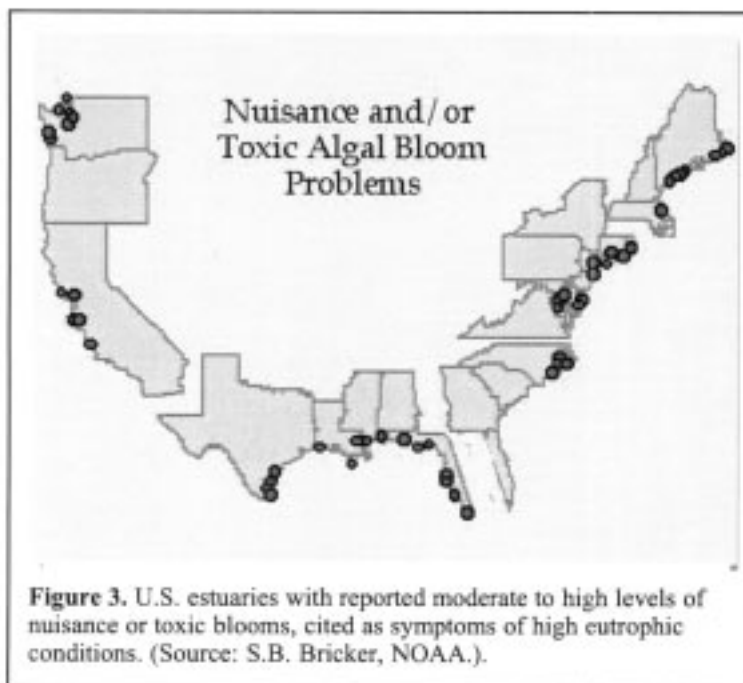 Nuisance and/or
Toxic Algal Bloom
Problems
Figure 3. U.S. estuaries with reported moderate to high levels of
nuisance or toxic blooms, cited as symptoms of high eutrophic
conditions. (Source: S.B. Bricker, NOAA.).